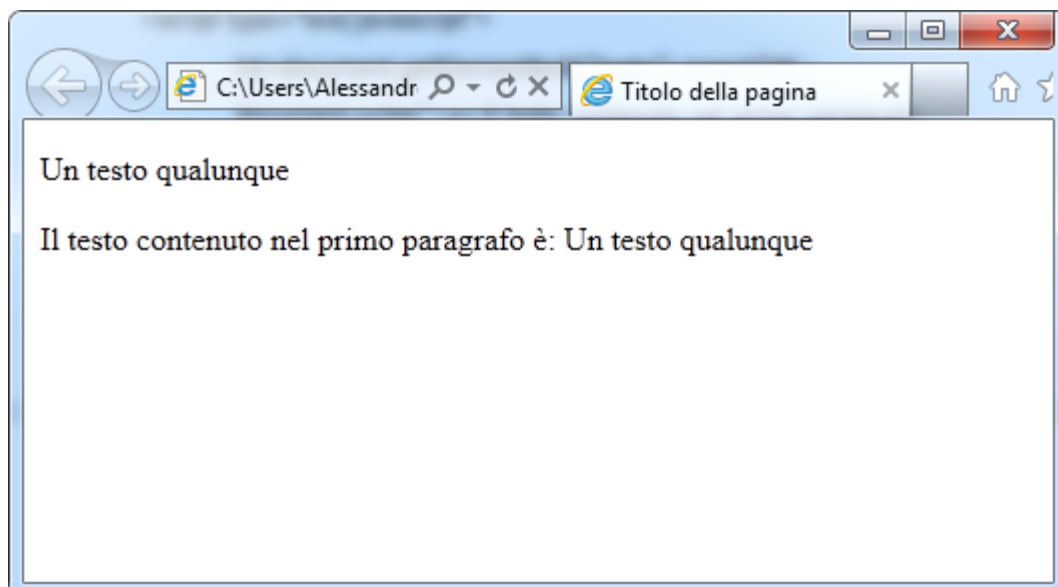 C:\Users\Alessandr
Titolo della pagina
Un testo qualunque
Il testo contenuto nel primo paragrafo è: Un testo qualunque